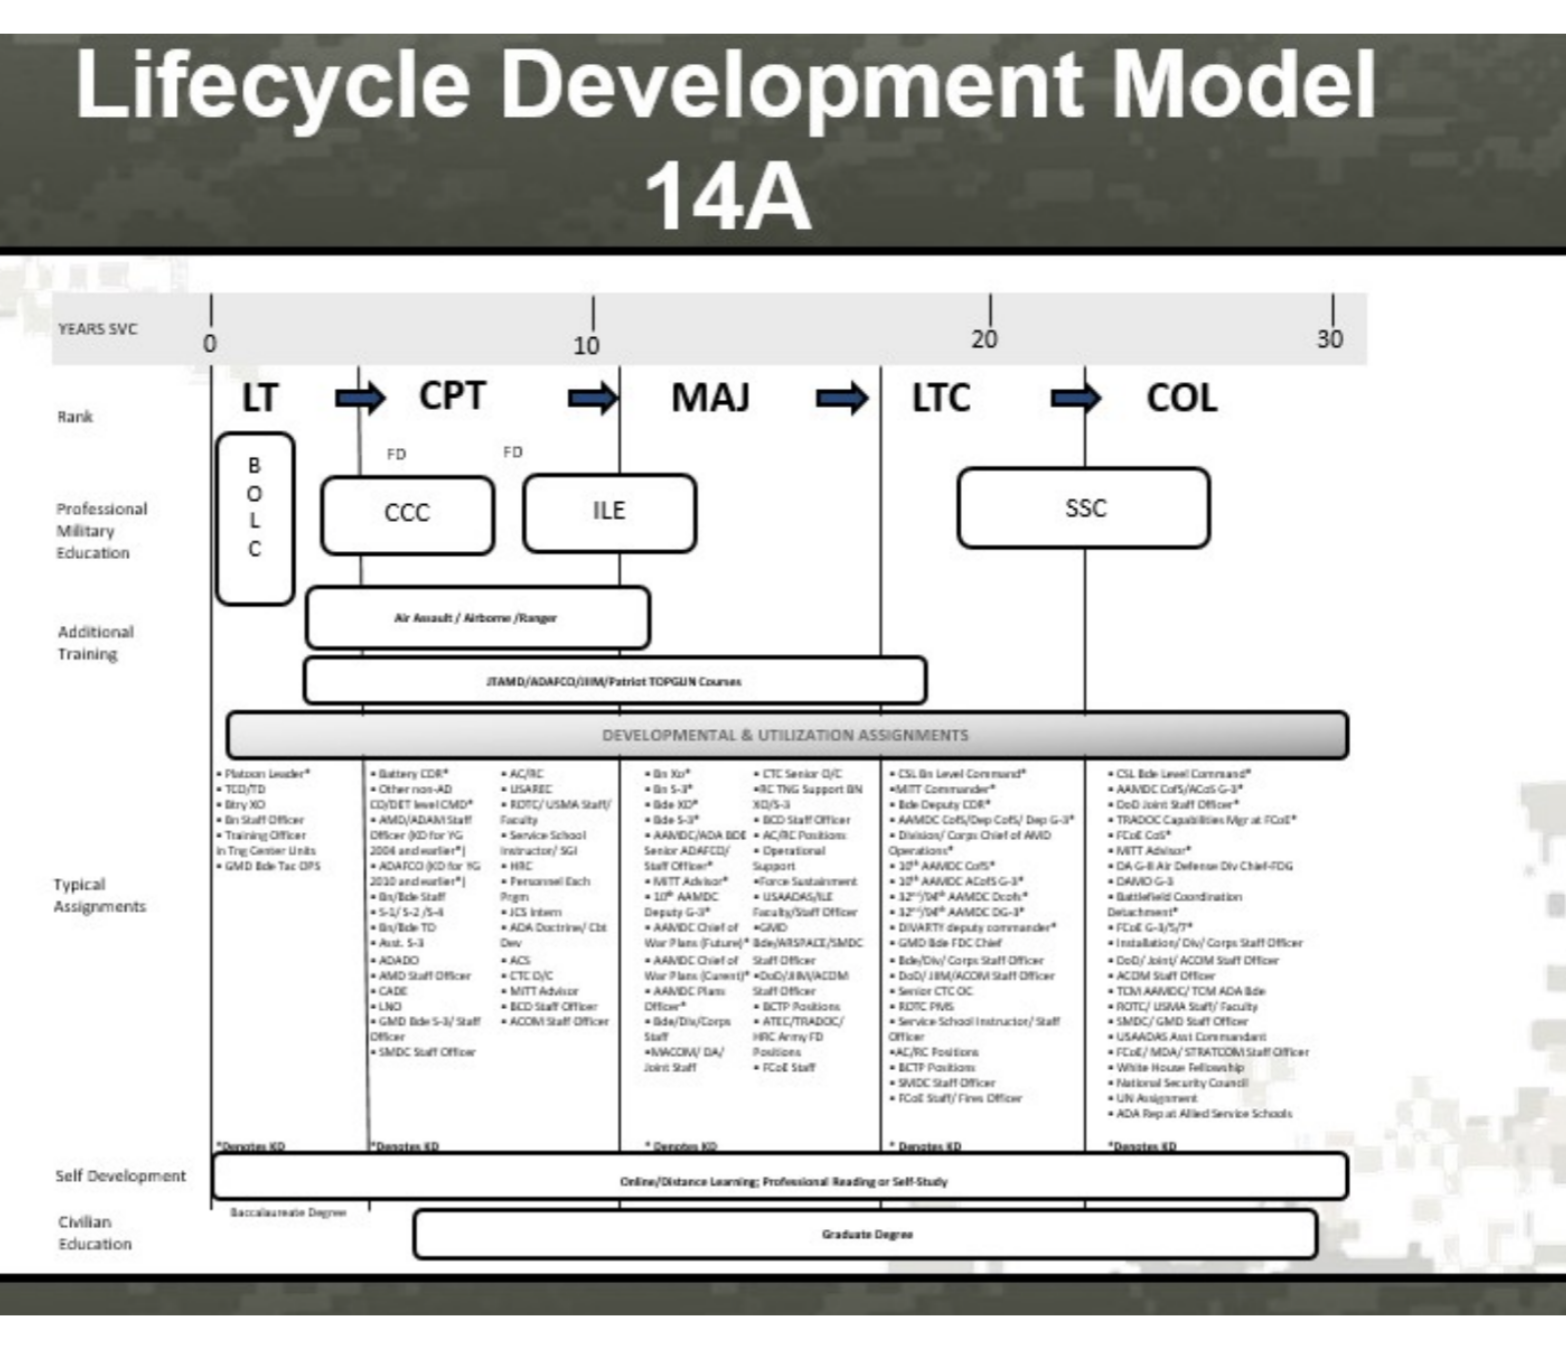 Lifecycle Development Model
14A
YEARS SVC
0
10
20
30
Rank
LT
CPT
MAJ
LTC
COL
FD
FD
Professional
Military
Education
B
O
L
C
CCC
ILE
SSC
Additional
Training
Air Assault / Airborne /Ranger
JTAMD/ADAFCO/JIIM/Patriot TOPGUN Courses
DEVELOPMENTAL & UTILIZATION ASSIGNMENTS
Typical
Assignments
▪ Platoon Leader*
▪ TCO/TD
▪ Btry XO
▪ Bn Staff Officer
▪ Training Officer
in Tng Center Units
▪ GMD Bde Tac OPS
*Denotes KD
▪ Battery CDR*
▪ Other non-AD
CO/DET level CMD*
▪ AMD/ADAM Staff
Officer (KD for YG
2004 and earlier*)
▪ ADAFCO (KD for YG
2010 and earlier*)
▪ Bn/Bde Staff
▪ S-1/ S-2 /S-4
▪ Bn/Bde TD
▪ Asst. S-3
▪ ADADO
▪ AMD Staff Officer
▪ CADE
▪ LNO
▪ GMD Bde S-3/ Staff
Officer
▪ SMDC Staff Officer
*Denotes KD
▪ AC/RC
▪ USAREC
▪ ROTC/ USMA Staff/
Faculty
▪ Service School
Instructor/ SGI
▪ HRC
▪ Personnel Exch
Prgm
▪ JCS Intern
▪ ADA Doctrine/ Cbt
Dev
▪ ACS
▪ CTC O/C
▪ MiTT Advisor
▪ BCD Staff Officer
▪ ACOM Staff Officer
▪ Bn Xo*
▪ Bn S-3*
▪ Bde XO*
▪ Bde S-3*
▪ AAMDC/ADA BDE
Senior ADAFCO/
Staff Officer*
▪ MiTT Advisor*
▪ 10th AAMDC
Deputy G-3*
▪ AAMDC Chief of
War Plans (Future)*
▪ AAMDC Chief of
War Plans (Curent)*
▪ AAMDC Plans
Officer*
▪ Bde/Div/Corps
Staff
▪MACOM/ DA/
Joint Staff
* Denotes KD
▪ CTC Senior O/C
▪RC TNG Support BN
XO/S-3
▪ BCD Staff Officer
▪ AC/RC Positions
▪ Operational
Support
▪Force Sustainment
▪ USAADAS/ILE
Faculty/Staff Officer
▪GMD
Bde/ARSPACE/SMDC
Staff Officer
▪DoD/JIIM/ACOM
Staff Officer
▪ BCTP Positions
▪ ATEC/TRADOC/
HRC Army FD
Positions
▪ FCoE Staff
▪ CSL Bn Level Command*
▪MiTT Commander*
▪ Bde Deputy CDR*
▪ AAMDC CofS/Dep CofS/ Dep G-3*
▪ Division/ Corps Chief of AMD
Operations*
▪ 10th AAMDC CofS*
▪ 10th AAMDC ACofS G-3*
▪ 32nd/94th AAMDC Dcofs*
▪ 32nd/94th AAMDC DG-3*
▪ DIVARTY deputy commander*
▪ GMD Bde FDC Chief
▪ Bde/Div/ Corps Staff Officer
▪ DoD/ JIIM/ACOM Staff Officer
▪ Senior CTC OC
▪ ROTC PMS
▪ Service School Instructor/ Staff
Officer
▪AC/RC Positions
▪ BCTP Positions
▪ SMDC Staff Officer
▪ FCoE Staff/ Fires Officer
* Denotes KD
▪ CSL Bde Level Command*
▪ AAMDC CofS/ACoS G-3*
▪ DoD Joint Staff Officer*
▪ TRADOC Capabilities Mgr at FCoE*
▪ FCoE CoS*
▪ MiTT Advisor*
▪ DA G-8 Air Defense Div Chief-FDG
▪ DAMO G-3
▪ Battlefield Coordination
Detachment*
▪ FCoE G-3/5/7*
▪ Installation/ Div/ Corps Staff Officer
▪ DoD/ Joint/ ACOM Staff Officer
▪ ACOM Staff Officer
▪ TCM AAMDC/ TCM ADA Bde
▪ ROTC/ USMA Staff/ Faculty
▪ SMDC/ GMD Staff Officer
▪ USAADAS Asst Commandant
▪ FCoE/ MDA/ STRATCOM Staff Officer
▪ White House Fellowship
▪ National Security Council
▪ UN Assignment
▪ ADA Rep at Allied Service Schools
*Denotes KD
Self Development
Online/Distance Learning; Professional Reading or Self-Study
Civilian
Education
Baccalaureate Degree
Graduate Degree